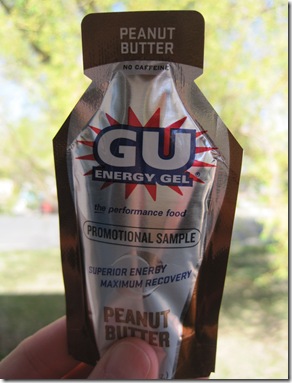 PEANUT
BUTTER
NO CAFFEINE
GU
ENERGY GEL
the performance food
PROMOTIONAL SAMPLE
SUPERIOR ENERGY
MAXIMUM RECOVERY
PEANUT
BUTTER